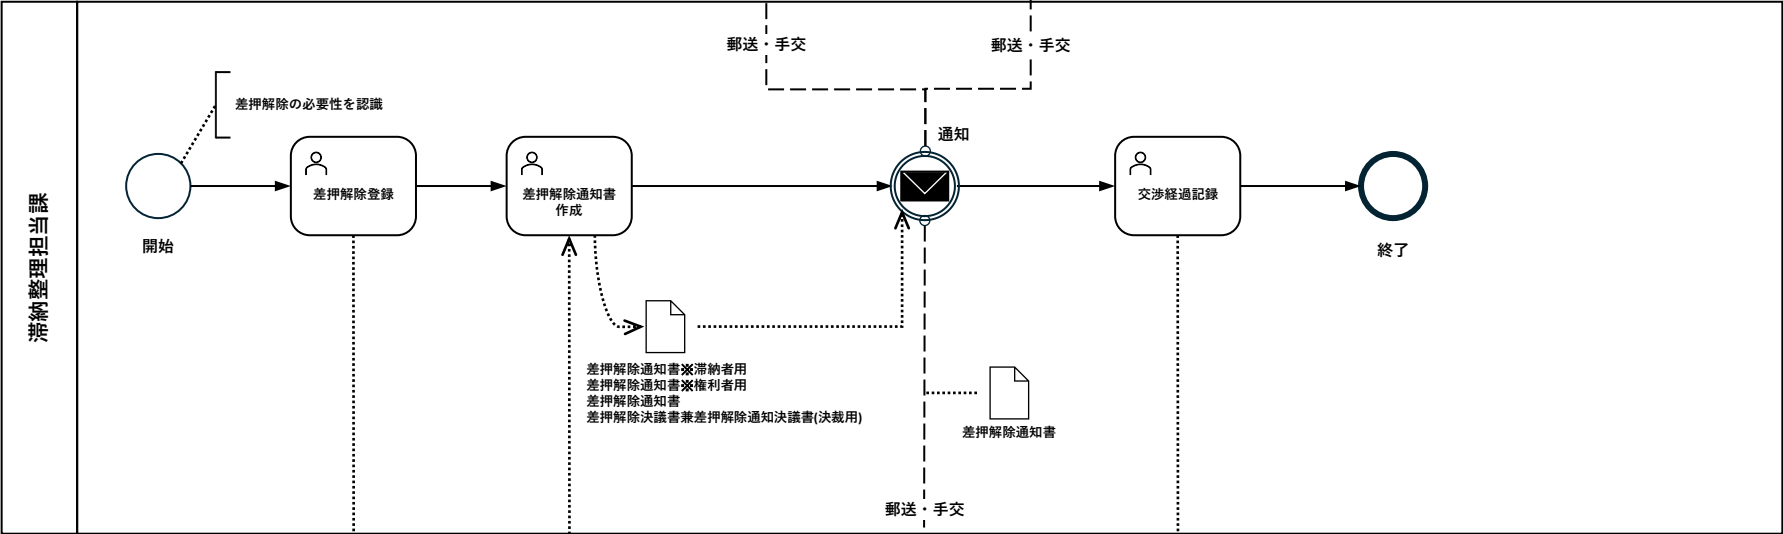 滞納整理担当課
郵送・手交
郵送・手交
差押解除の必要性を認識
通知
差押解除登録
差押解除通知書
作成
交渉経過記録
開始
終了
差押解除通知書※滞納者用
差押解除通知書※権利者用
差押解除通知書
差押解除決議書兼差押解除通知決議書(決裁用)
差押解除通知書
郵送・手交